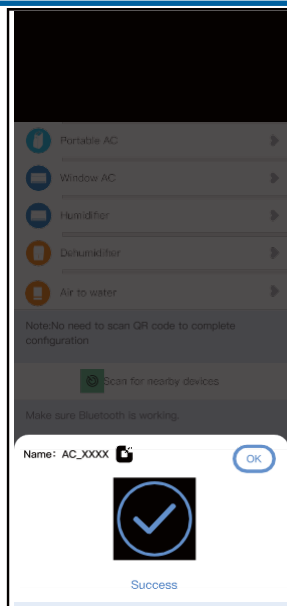 Portable AC
Window AC
Humidifier
Dehumidifier
Air to water
Note:No need to scan QR code to complete
configuration
Scan for nearby devices
Make sure Bluetooth is working.
Name: AC_XXXX
OK
Success